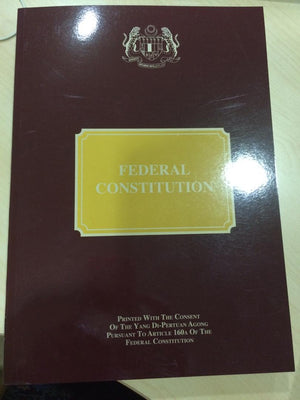 FEDERAL
CONSTITUTION
PRINTED WITH THE CONSENT
OF THE YANG DI-PERTUAN AGONG
PURSUANT TO ARTICLE 160A OF THE
FEDERAL CONSTITUTION